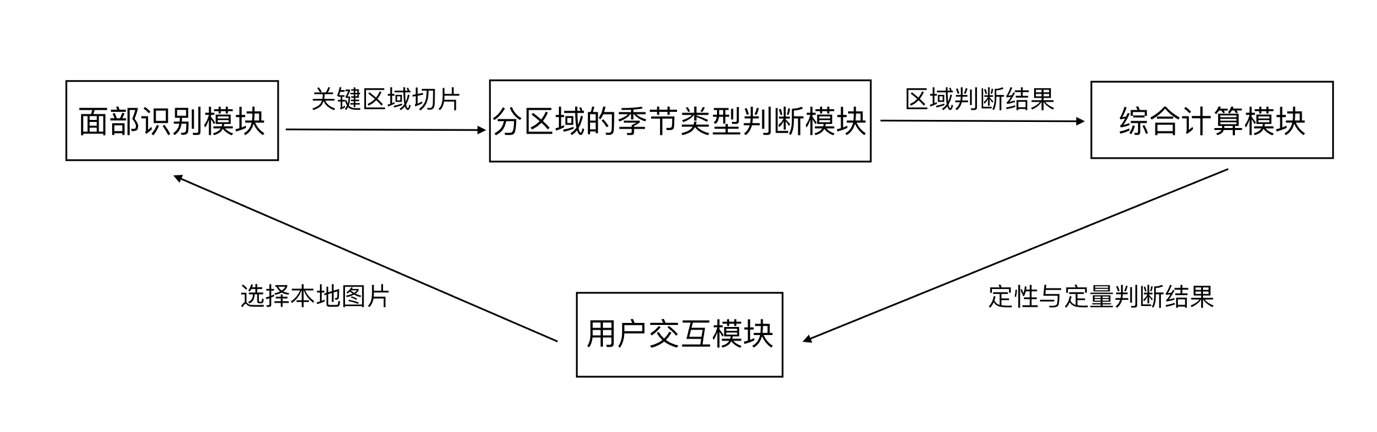 面部识别模块
关键区域切片
分区域的季节类型判断模块
区域判断结果
综合计算模块
选择本地图片
用户交互模块
定性与定量判断结果